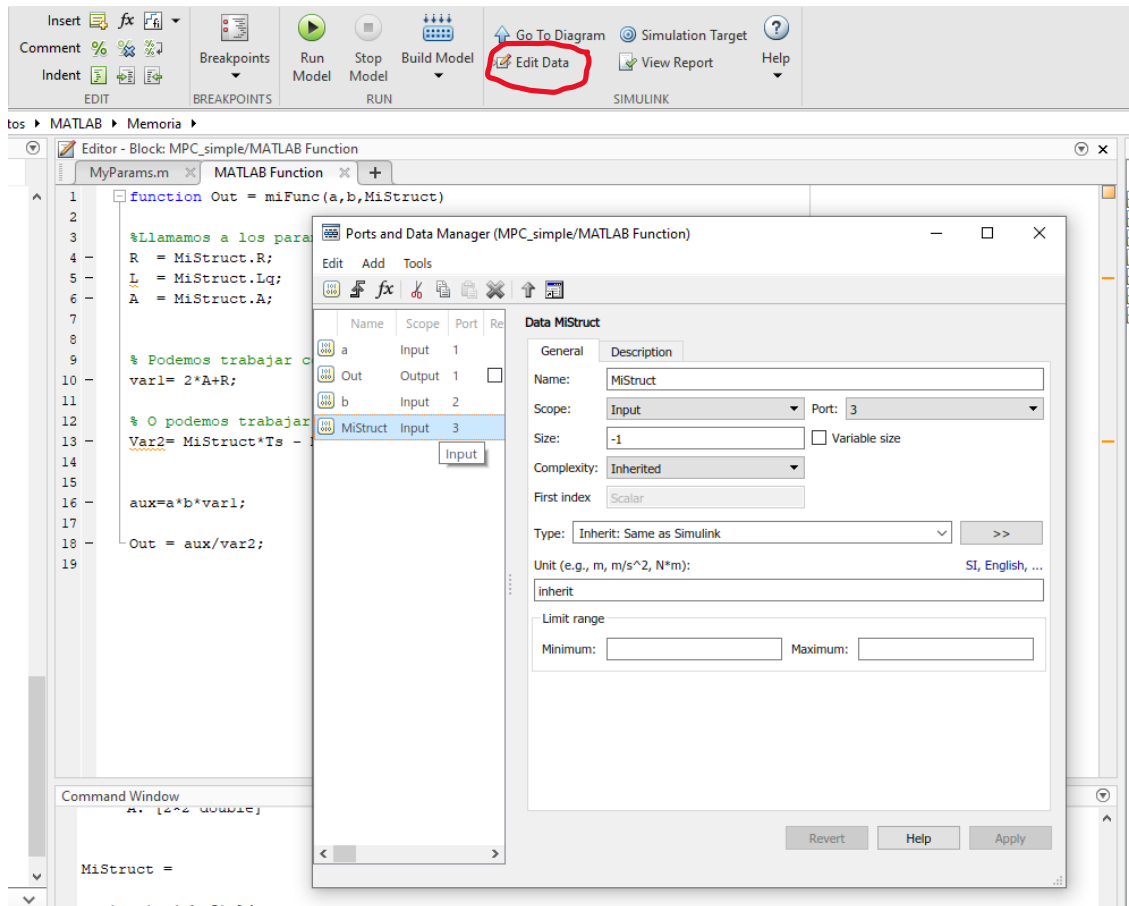 Insert fx
Comment %
Indent
EDIT
Breakpoints
BREAKPOINTS
Run Model
Stop Model
Build Model
RUN
Go To Diagram
Simulation Target
Edit Data
View Report
Help
SIMULINK
tos MATLAB Memoria
Editor - Block: MPC_simple/MATLAB Function
MyParams.m MATLAB Function +
1 function Out = miFunc(a,b,MiStruct)
2
3 %Llamamos a los para
4 - R = MiStruct.R;
5 - L = MiStruct.Lq;
6 - A = MiStruct.A;
7
8
9 % Podemos trabajar c
10 - var1= 2*A+R;
11
12 % O podemos trabajar
13 - Var2= MiStruct*Ts -
14
15
16 - aux=a*b*var1;
17
18 - Out = aux/var2;
19
Ports and Data Manager (MPC_simple/MATLAB Function)
Edit Add Tools
fx
Name Scope Port Re
a Input 1
Out Output 1
b Input 2
MiStruct Input 3
Input
Data MiStruct
General Description
Name: MiStruct
Scope: Input Port: 3
Size: -1 Variable size
Complexity: Inherited
First index Scalar
Type: Inherit: Same as Simulink >>
Unit (e.g., m, m/s^2, N*m): SI, English, ...
inherit
Limit range
Minimum: Maximum:
Revert Help Apply
Command Window
A: [2×2 double]
MiStruct =